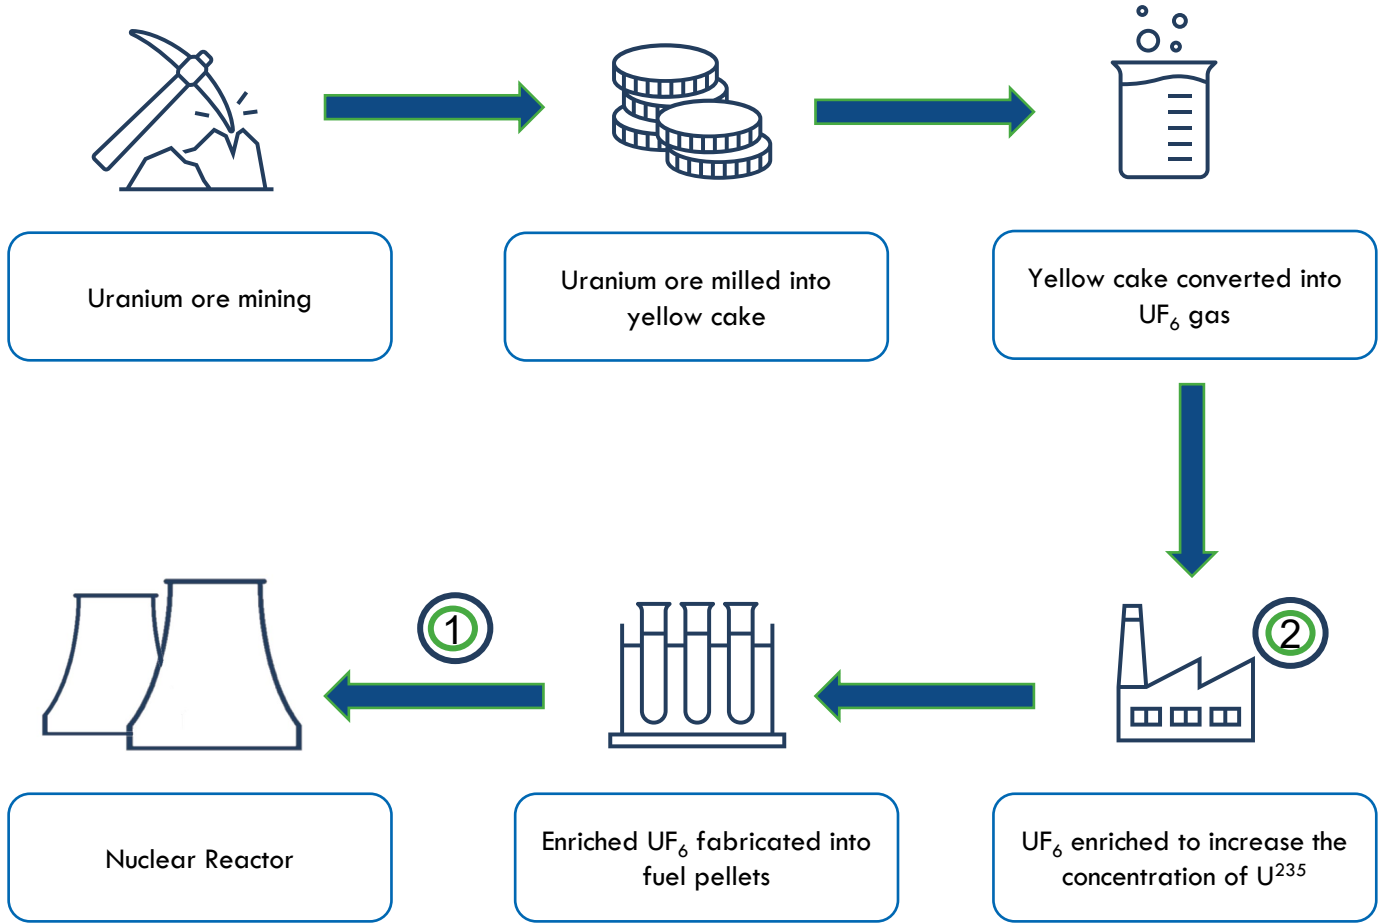 Uranium ore mining
Uranium ore milled into
yellow cake
Yellow cake converted into
UF₆ gas
1
2
Nuclear Reactor
Enriched UF₆ fabricated into
fuel pellets
UF₆ enriched to increase the
concentration of U²³⁵